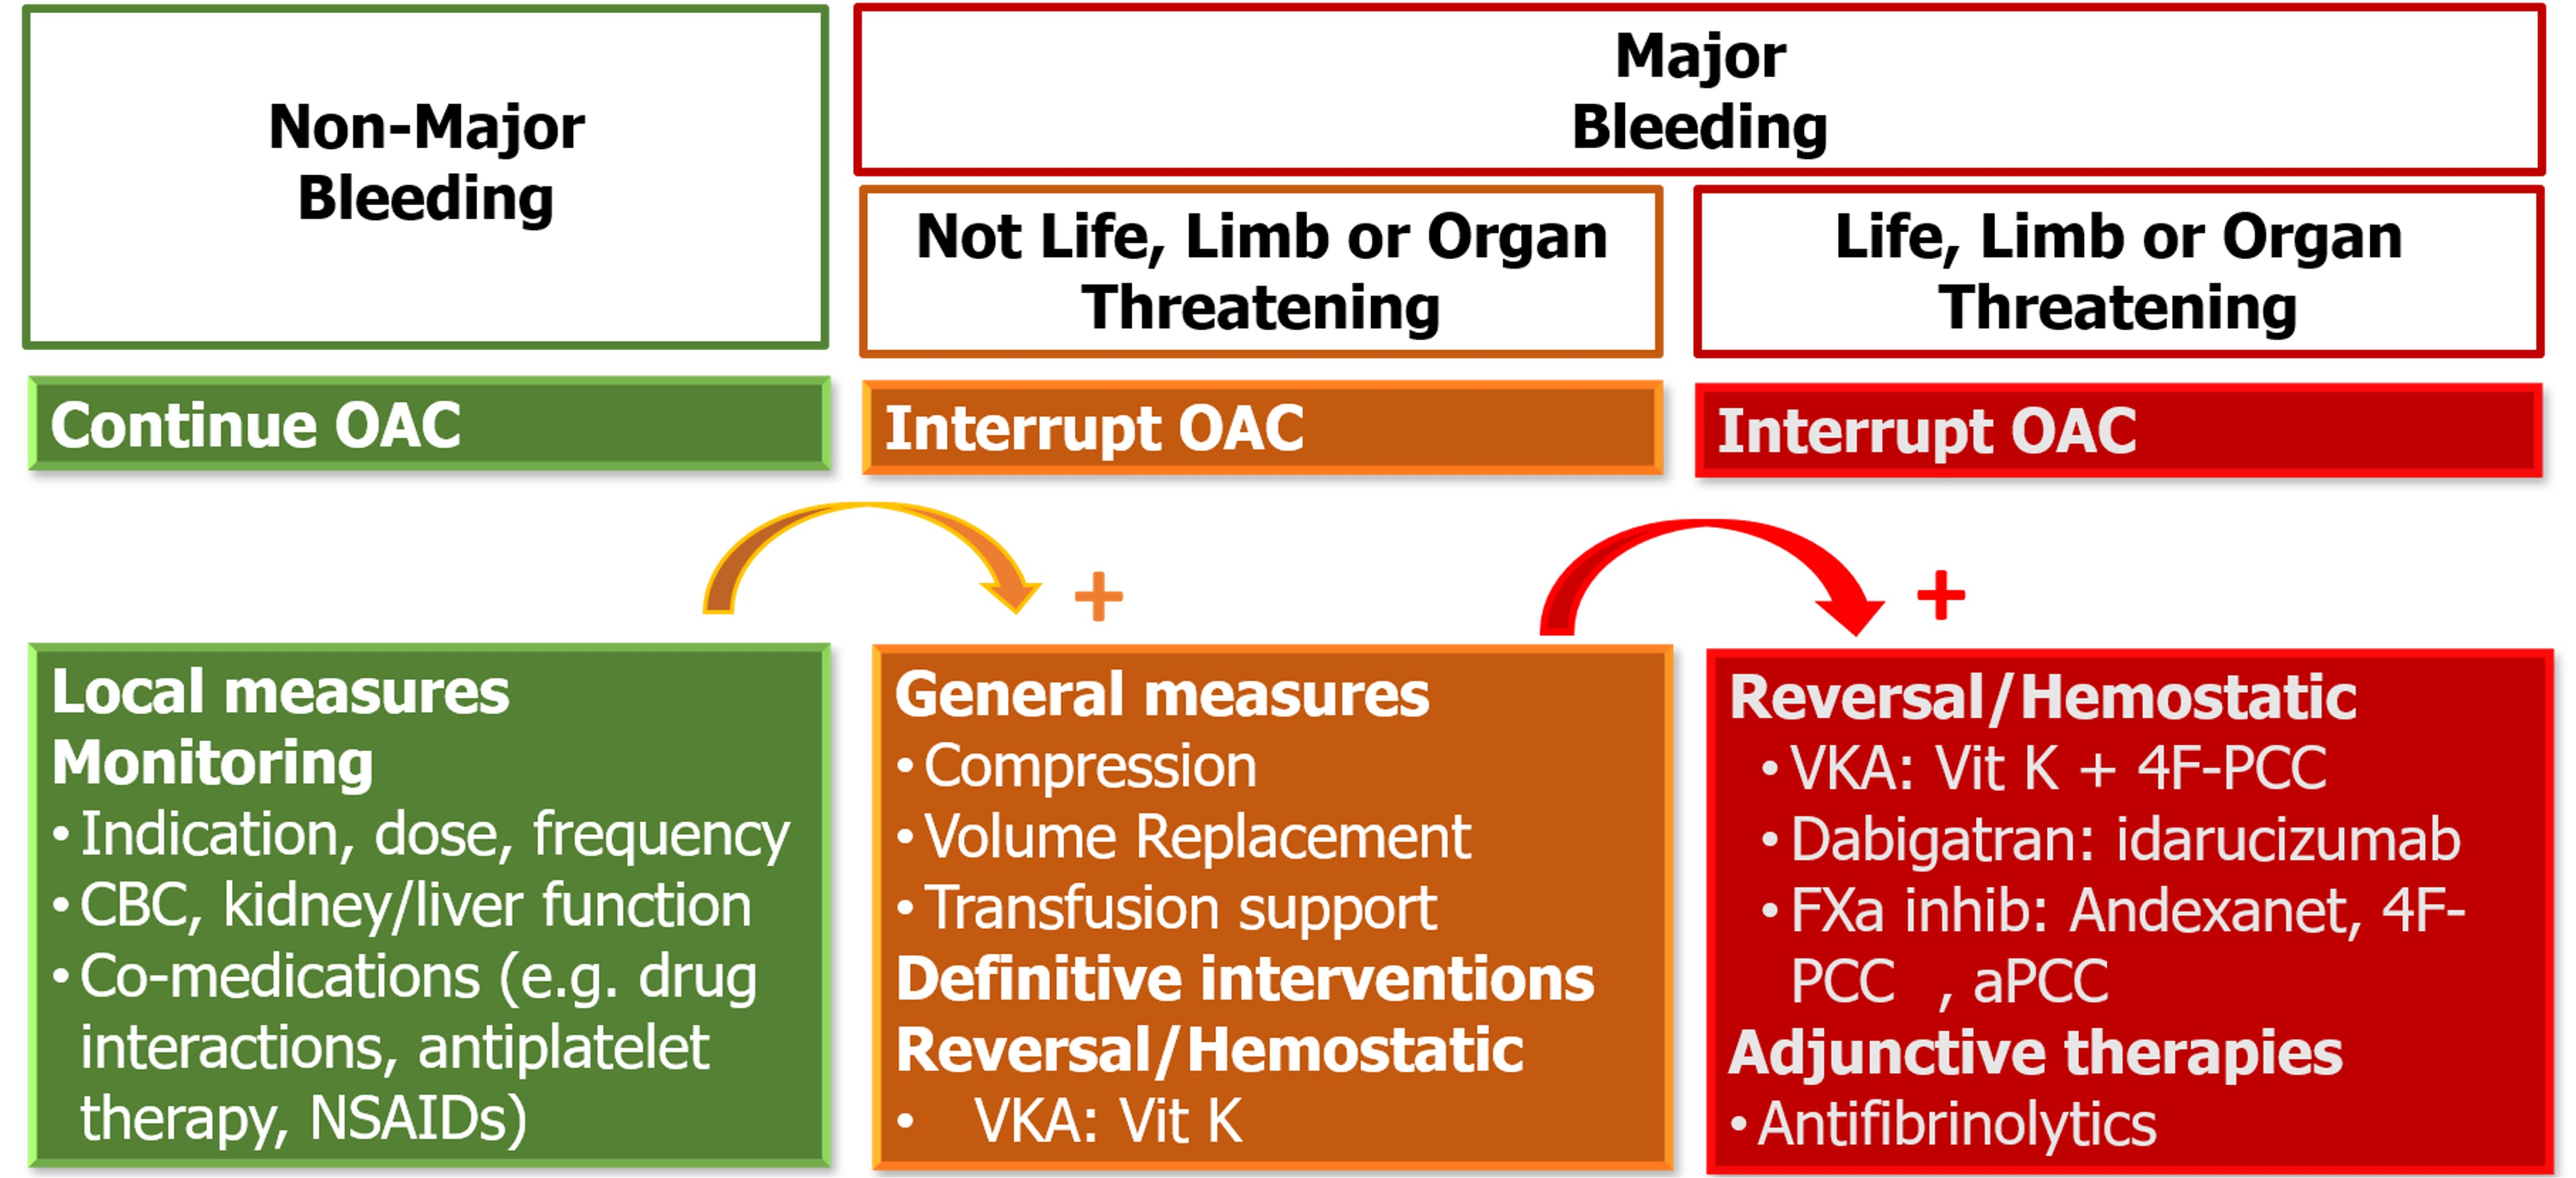 Non-Major
Bleeding
Major
Bleeding
Not Life, Limb or Organ
Threatening
Life, Limb or Organ
Threatening
Continue OAC
Interrupt OAC
Interrupt OAC
+
+
Local measures
Monitoring
• Indication, dose, frequency
• CBC, kidney/liver function
• Co-medications (e.g. drug
interactions, antiplatelet
therapy, NSAIDs)
General measures
• Compression
• Volume Replacement
• Transfusion support
Definitive interventions
Reversal/Hemostatic
• VKA: Vit K
Reversal/Hemostatic
• VKA: Vit K + 4F-PCC
• Dabigatran: idarucizumab
• FXa inhib: Andexanet, 4F-
PCC , aPCC
Adjunctive therapies
• Antifibrinolytics